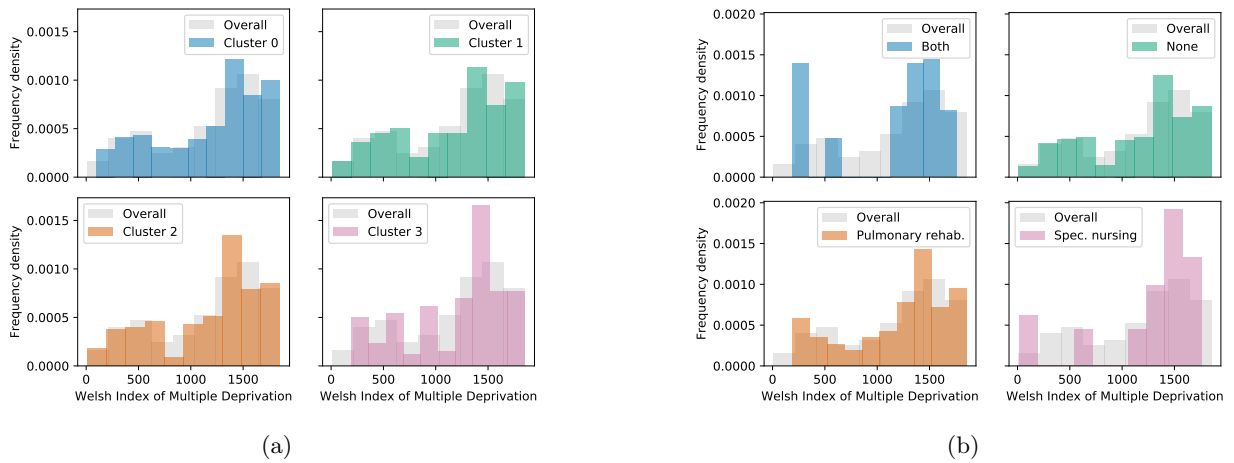 Frequency density
0.0015
0.0010
0.0005
0.0000
Overall
Cluster 0
Overall
Cluster 1
Frequency density
0.0015
0.0010
0.0005
0.0000
Overall
Cluster 2
Overall
Cluster 3
0 500 1000 1500
Welsh Index of Multiple Deprivation
0 500 1000 1500
Welsh Index of Multiple Deprivation
(a)
Frequency density
0.0020
0.0015
0.0010
0.0005
0.0000
Overall
Both
Overall
None
Frequency density
0.0020
0.0015
0.0010
0.0005
0.0000
Overall
Pulmonary rehab.
Overall
Spec. nursing
0 500 1000 1500
Welsh Index of Multiple Deprivation
0 500 1000 1500
Welsh Index of Multiple Deprivation
(b)